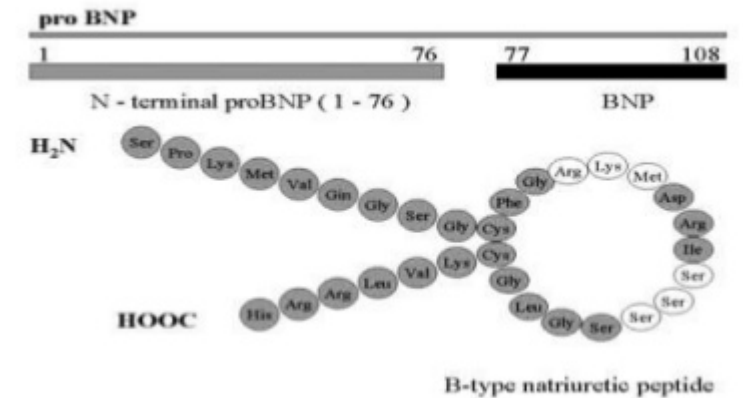 pro BNP
1 76 77 108
N - terminal proBNP ( 1 - 76 ) BNP
H₂N Ser Pro Lys Met Val Gin Gly Ser Gly Cys Phe Gly Arg Lys Met Asp Arg Ile Ser Ser Ser Ser Gly Leu Gly Cys Lys Val Leu Arg Arg His
HOOC
B-type natriuretic peptide